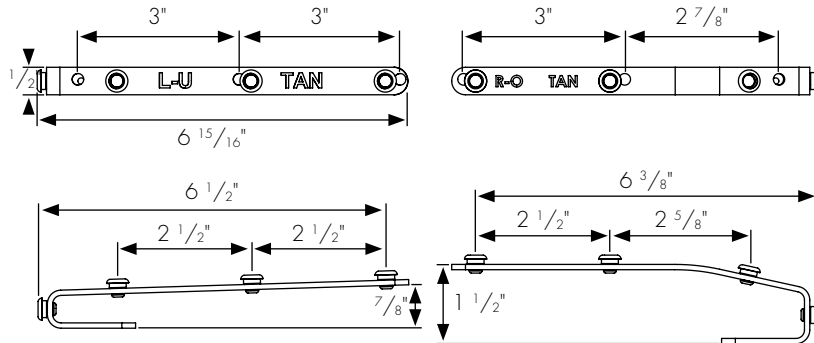 3" 3" 3" 2 7/8"
1/2 L-U TAN R-O TAN
6 15/16"
6 1/2" 6 3/8"
2 1/2" 2 1/2" 2 1/2" 2 5/8"
7/8" 1 1/2"